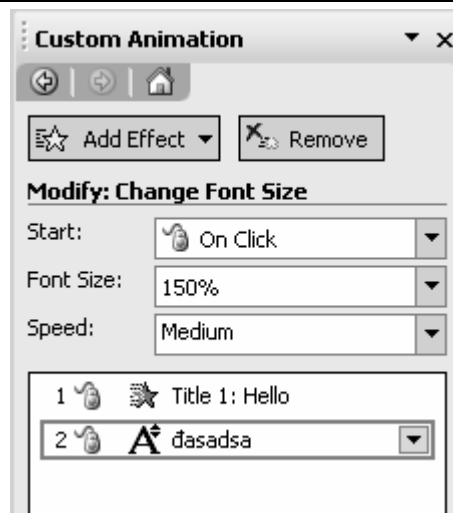 Custom Animation
Add Effect Remove
Modify: Change Font Size
Start: On Click
Font Size: 150%
Speed: Medium
1 Title 1: Hello
2 đasadsa